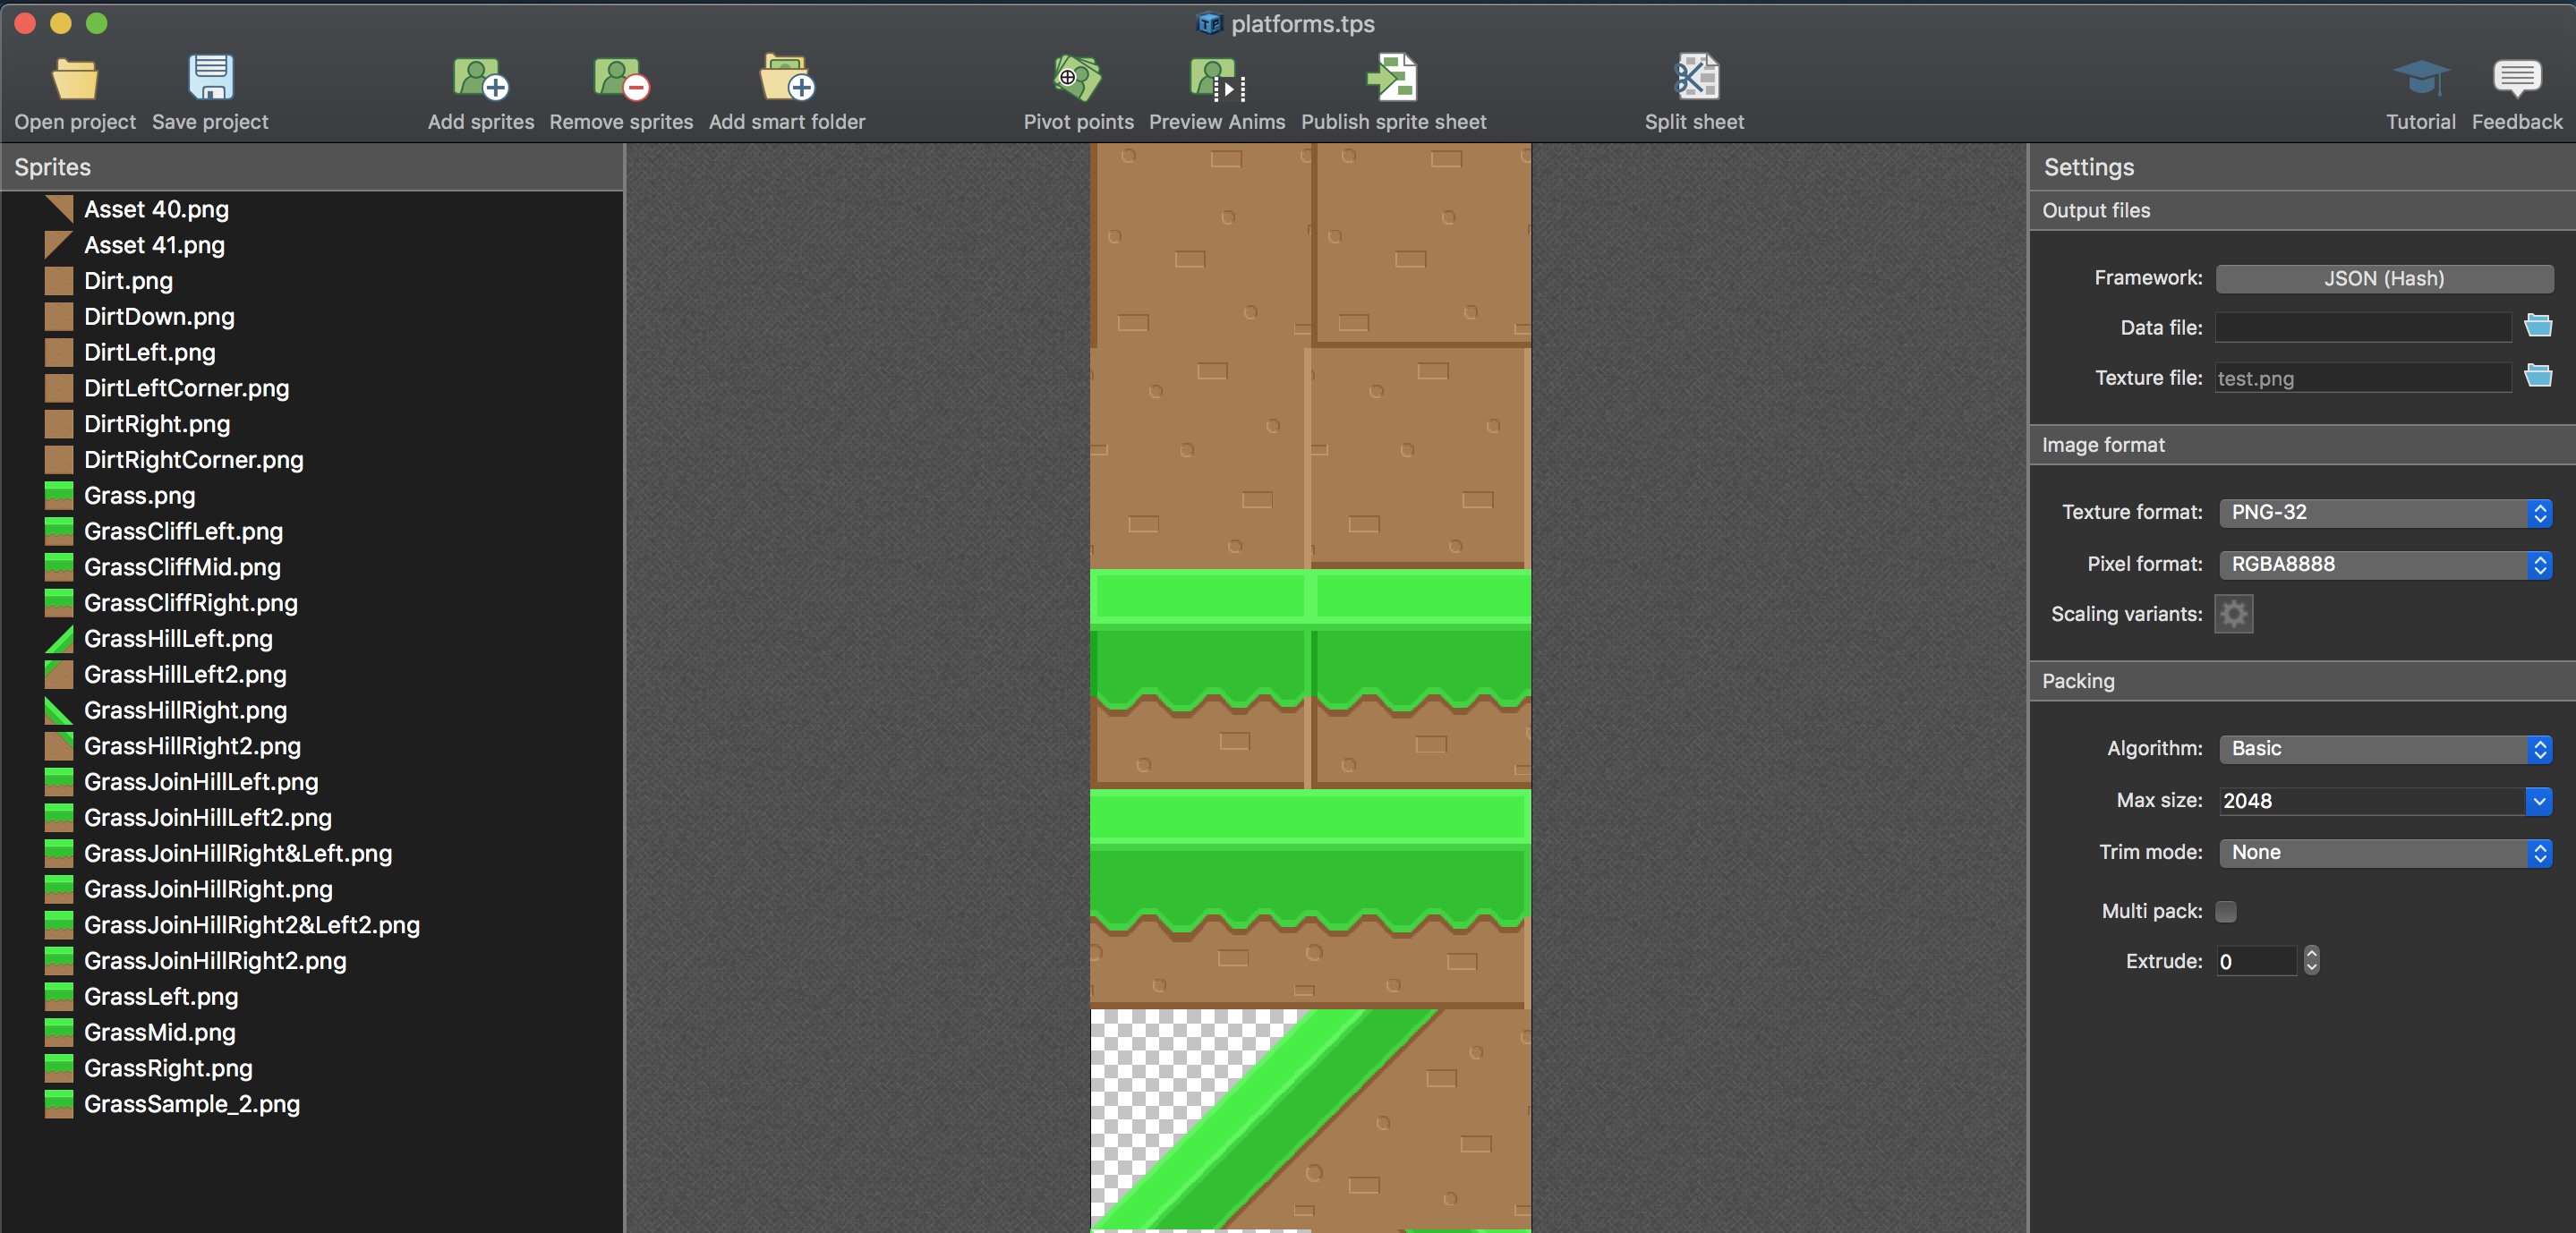 platforms.tps
Open project Save project Add sprites Remove sprites Add smart folder Pivot points Preview Anims Publish sprite sheet Split sheet Tutorial Feedback
Sprites
Asset 40.png
Asset 41.png
Dirt.png
DirtDown.png
DirtLeft.png
DirtLeftCorner.png
DirtRight.png
DirtRightCorner.png
Grass.png
GrassCliffLeft.png
GrassCliffMid.png
GrassCliffRight.png
GrassHillLeft.png
GrassHillLeft2.png
GrassHillRight.png
GrassHillRight2.png
GrassJoinHillLeft.png
GrassJoinHillLeft2.png
GrassJoinHillRight&Left.png
GrassJoinHillRight.png
GrassJoinHillRight2&Left2.png
GrassJoinHillRight2.png
GrassLeft.png
GrassMid.png
GrassRight.png
GrassSample_2.png
Settings
Output files
Framework: JSON (Hash)
Data file:
Texture file: test.png
Image format
Texture format: PNG-32
Pixel format: RGBA8888
Scaling variants:
Packing
Algorithm: Basic
Max size: 2048
Trim mode: None
Multi pack:
Extrude: 0